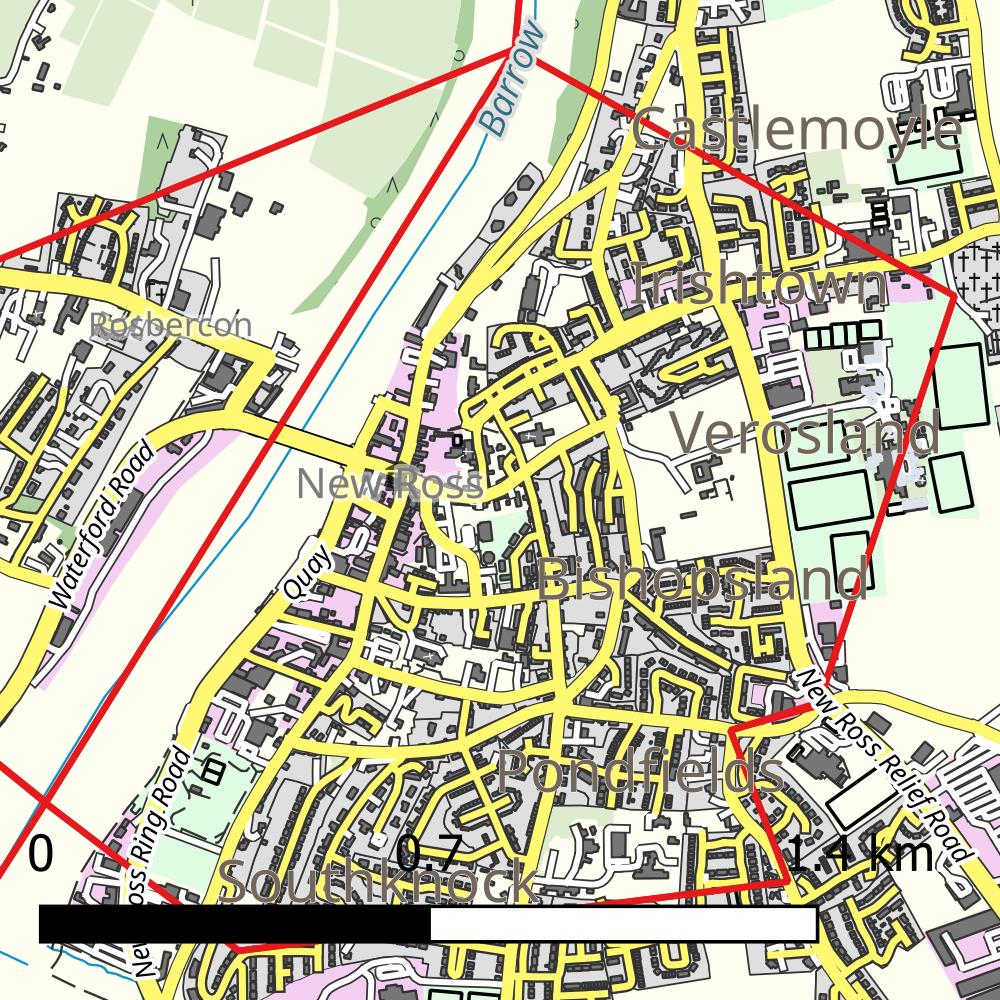 Barrow
Castlemoyle
Irishtown
Rosbercon
Verosland
New Ross
Waterford Road
Quay
Bishopsland
New Ross Relief Road
Pondfields
New Ross Ring Road
Southknock
0 0.7 1.4 km